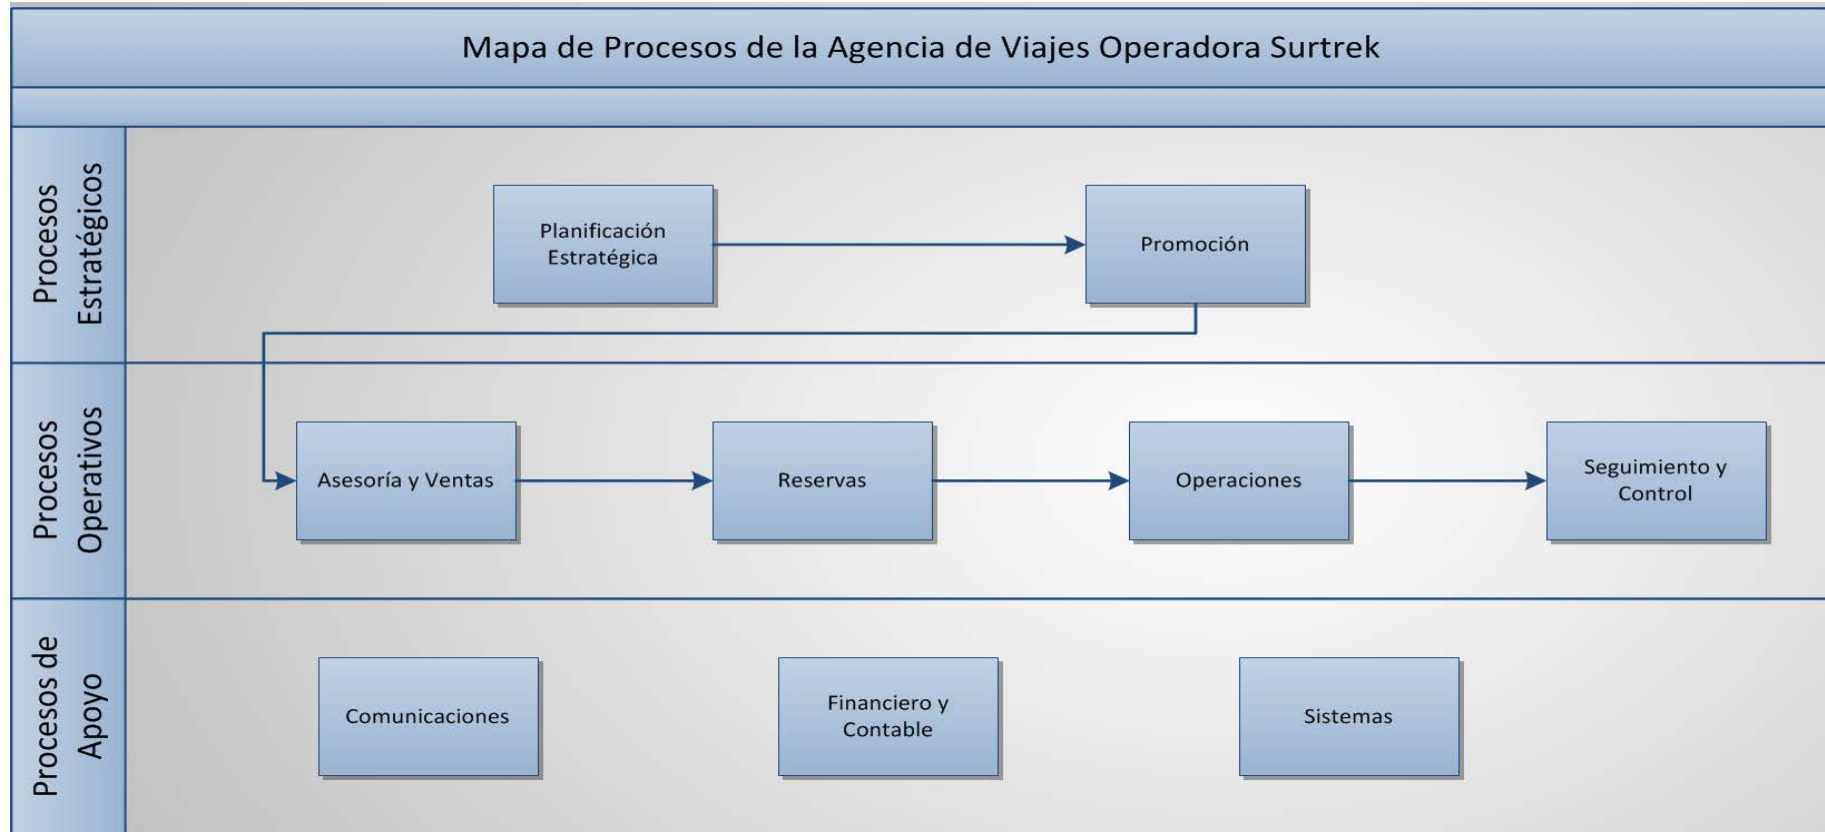 Mapa de Procesos de la Agencia de Viajes Operadora Surtrek
Procesos
Estratégicos
Planificación
Estratégica
Promoción
Procesos
Operativos
Asesoría y Ventas
Reservas
Operaciones
Seguimiento y
Control
Procesos de
Apoyo
Comunicaciones
Financiero y
Contable
Sistemas